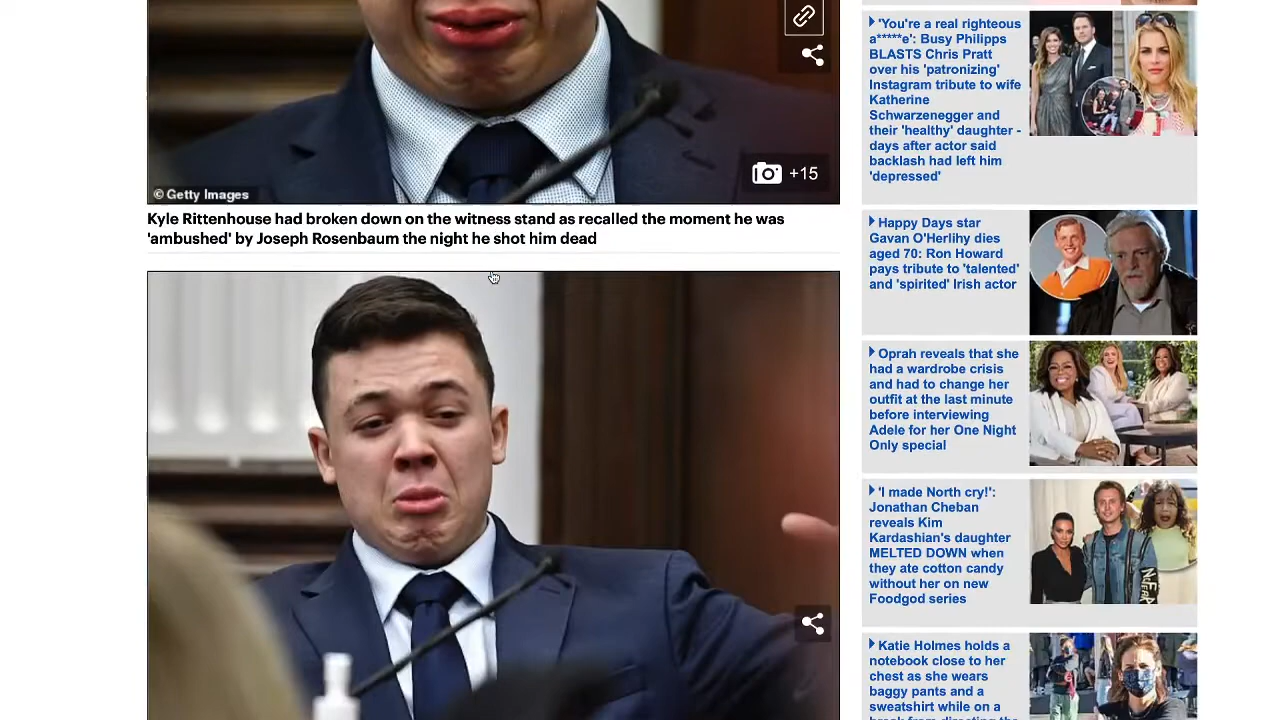 © Getty Images
+15
Kyle Rittenhouse had broken down on the witness stand as recalled the moment he was
'ambushed' by Joseph Rosenbaum the night he shot him dead
'You're a real righteous
a*****e': Busy Philipps
BLASTS Chris Pratt
over his 'patronizing'
Instagram tribute to wife
Katherine
Schwarzenegger and
their 'healthy' daughter -
days after actor said
backlash had left him
'depressed'
Happy Days star
Gavan O'Herlihy dies
aged 70: Ron Howard
pays tribute to 'talented'
and 'spirited' Irish actor
Oprah reveals that she
had a wardrobe crisis
and had to change her
outfit at the last minute
before interviewing
Adele for her One Night
Only special
'I made North cry!':
Jonathan Cheban
reveals Kim
Kardashian's daughter
MELTED DOWN when
they ate cotton candy
without her on new
Foodgod series
Katie Holmes holds a
notebook close to her
chest as she wears
baggy pants and a
sweatshirt while on a
break from directing the